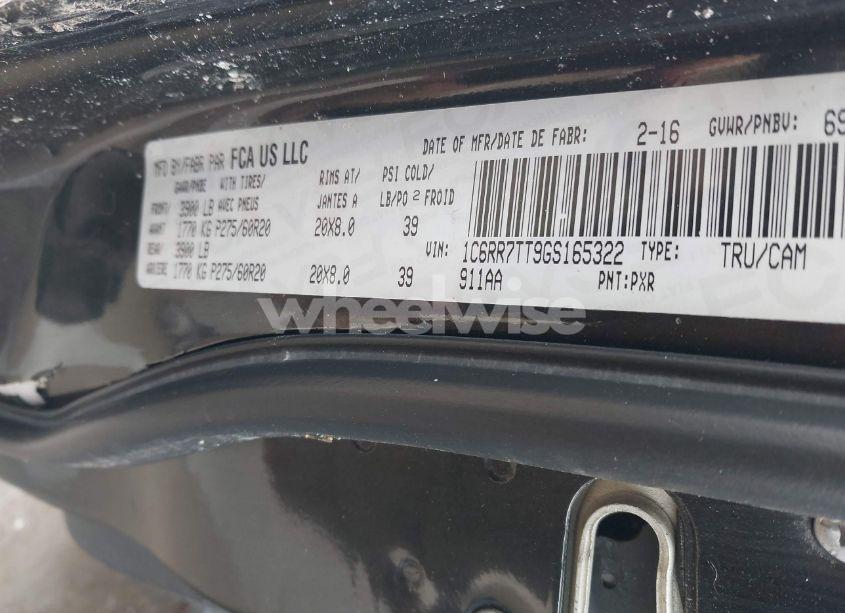 MFD BY/FABR PAR FCA US LLC
DATE OF MFR/DATE DE FABR: 2-16 GVWR/PNBV:
GAWR/PNBE WITH TIRES/ RIMS AT/ PSI COLD/
FRONT/ 3900 LB AVEC PNEUS JANTES A LB/PO 2 FROID
AVANT 1770 KG P275/60R20 20X8.0 39
REAR/ 3900 LB
VIN: 1C6RR7TT9GS165322 TYPE: TRU/CAM
ARRIERE 1770 KG P275/60R20 20X8.0 39 911AA PNT:PXR
wheelwise